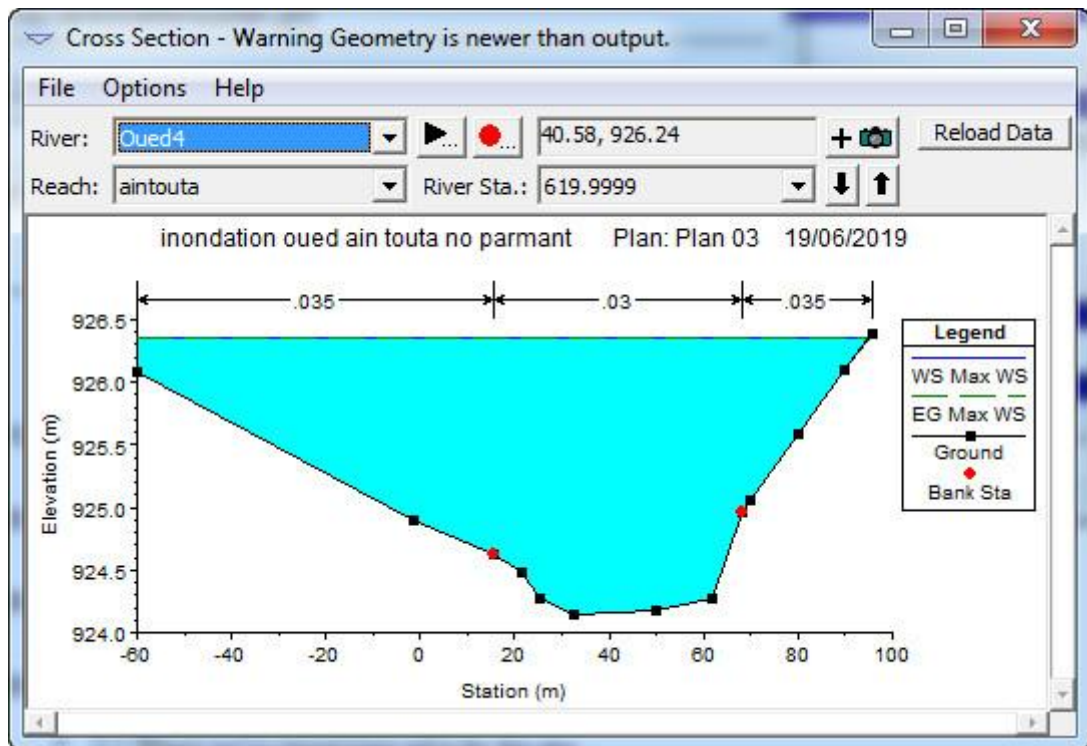 Cross Section - Warning Geometry is newer than output.
File Options Help
River: Oued4 ... ... 40.58, 926.24 + Reload Data
Reach: aintouta River Sta.: 619.9999
inondation oued ain touta no parmant Plan: Plan 03 19/06/2019
.035 .03 .035
926.5
926.0
925.5
925.0
924.5
924.0
-60 -40 -20 0 20 40 60 80 100
Elevation (m)
Station (m)
Legend
WS Max WS
EG Max WS
Ground
Bank Sta